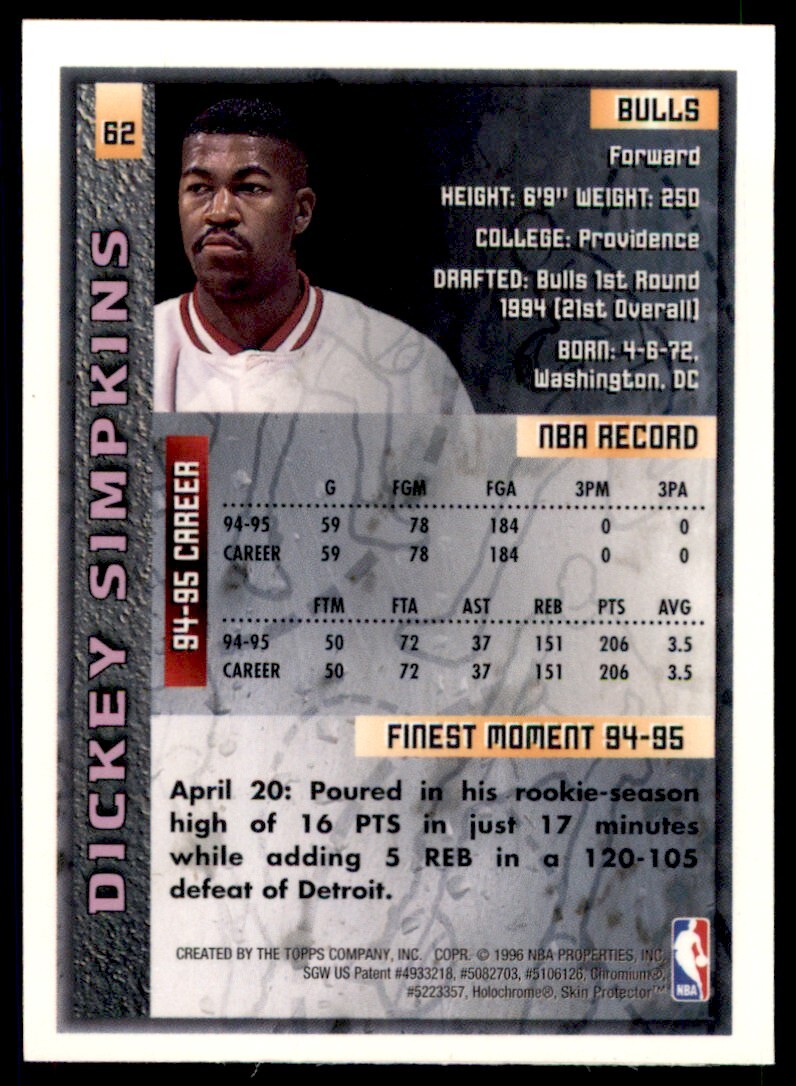 62
DICKEY SIMPKINS
BULLS
Forward
HEIGHT: 6'9" WEIGHT: 250
COLLEGE: Providence
DRAFTED: Bulls 1st Round
1994 (21st Overall)
BORN: 4-6-72,
Washington, DC
NBA RECORD
94-95 CAREER
G FGM FGA 3PM 3PA
94-95 59 78 184 0 0
CAREER 59 78 184 0 0
FTM FTA AST REB PTS AVG
94-95 50 72 37 151 206 3.5
CAREER 50 72 37 151 206 3.5
FINEST MOMENT 94-95
April 20: Poured in his rookie-season
high of 16 PTS in just 17 minutes
while adding 5 REB in a 120-105
defeat of Detroit.
CREATED BY THE TOPPS COMPANY, INC. COPR. © 1996 NBA PROPERTIES, INC.
SGW US Patent #4933218, #5082703, #5106126, Chromium®,
#5223357, Holochrome®, Skin Protector™
NBA